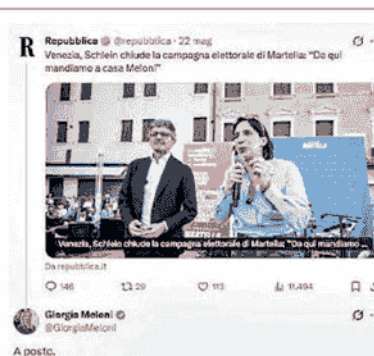 R Repubblica @repubblica · 22 mag
Venezia, Schlein chiude la campagna elettorale di Martella: "Da qui
mandiamo a casa Meloni"
MARTELLA
Venezia, Schlein chiude la campagna elettorale di Martella: "Da qui mandiamo ...
Da repubblica.it
146 29 113 11.494
Giorgia Meloni
@GiorgiaMeloni
A posto.